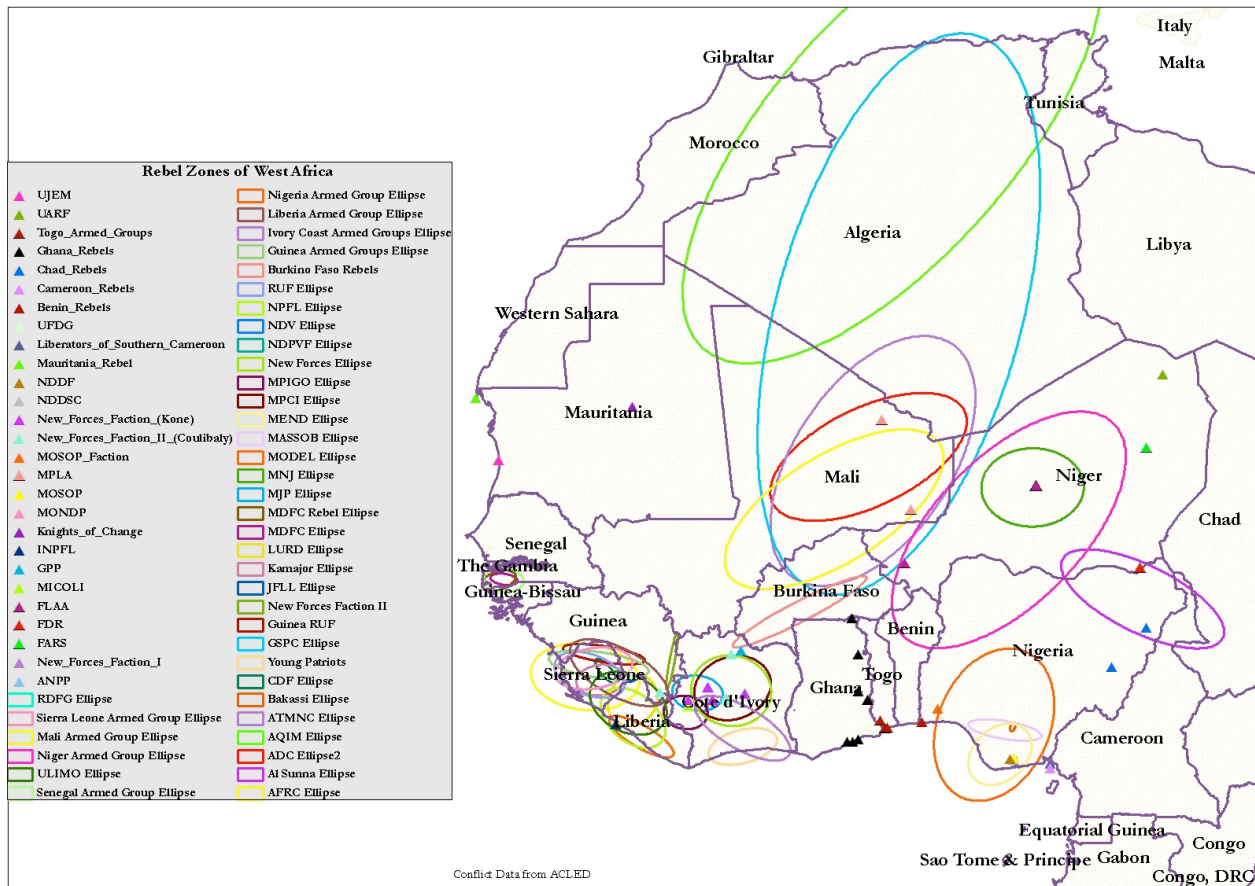 Rebel Zones of West Africa
UJEM
UARF
Togo_Armed_Groups
Ghana_Rebels
Chad_Rebels
Cameroon_Rebels
Benin_Rebels
UFDG
Liberators_of_Southern_Cameroon
Mauritania_Rebel
NDDF
NDDSC
New_Forces_Faction_(Kone)
New_Forces_Faction_II_(Coulibaly)
MOSOP_Faction
MPLA
MOSOP
MONDP
Knights_of_Change
INPFL
GPP
MICOLI
FLAA
FDR
FARS
New_Forces_Faction_I
ANPP
RDFG Ellipse
Sierra Leone Armed Group Ellipse
Mali Armed Group Ellipse
Niger Armed Group Ellipse
ULIMO Ellipse
Senegal Armed Group Ellipse
Nigeria Armed Group Ellipse
Liberia Armed Group Ellipse
Ivory Coast Armed Groups Ellipse
Guinea Armed Groups Ellipse
Burkino Faso Rebels
RUF Ellipse
NPFL Ellipse
NDV Ellipse
NDPVF Ellipse
New Forces Ellipse
MPIGO Ellipse
MPCI Ellipse
MEND Ellipse
MASSOB Ellipse
MODEL Ellipse
MNJ Ellipse
MJP Ellipse
MDFC Rebel Ellipse
MDFC Ellipse
LURD Ellipse
Kamajor Ellipse
JFLL Ellipse
New Forces Faction II
Guinea RUF
GSPC Ellipse
Young Patriots
CDF Ellipse
Bakassi Ellipse
ATMNC Ellipse
AQIM Ellipse
ADC Ellipse2
Al Sunna Ellipse
AFRC Ellipse
Italy
Gibraltar
Malta
Tunisia
Morocco
Algeria
Libya
Western Sahara
Mauritania
Mali
Niger
Chad
Senegal
The Gambia
Guinea-Bissau
Burkina Faso
Guinea
Benin
Nigeria
Sierra Leone
Togo
Ghana
Cote d'Ivory
Liberia
Cameroon
Equatorial Guinea
Congo
Sao Tome & Principe
Gabon
Congo, DRC
Conflict Data from ACLED